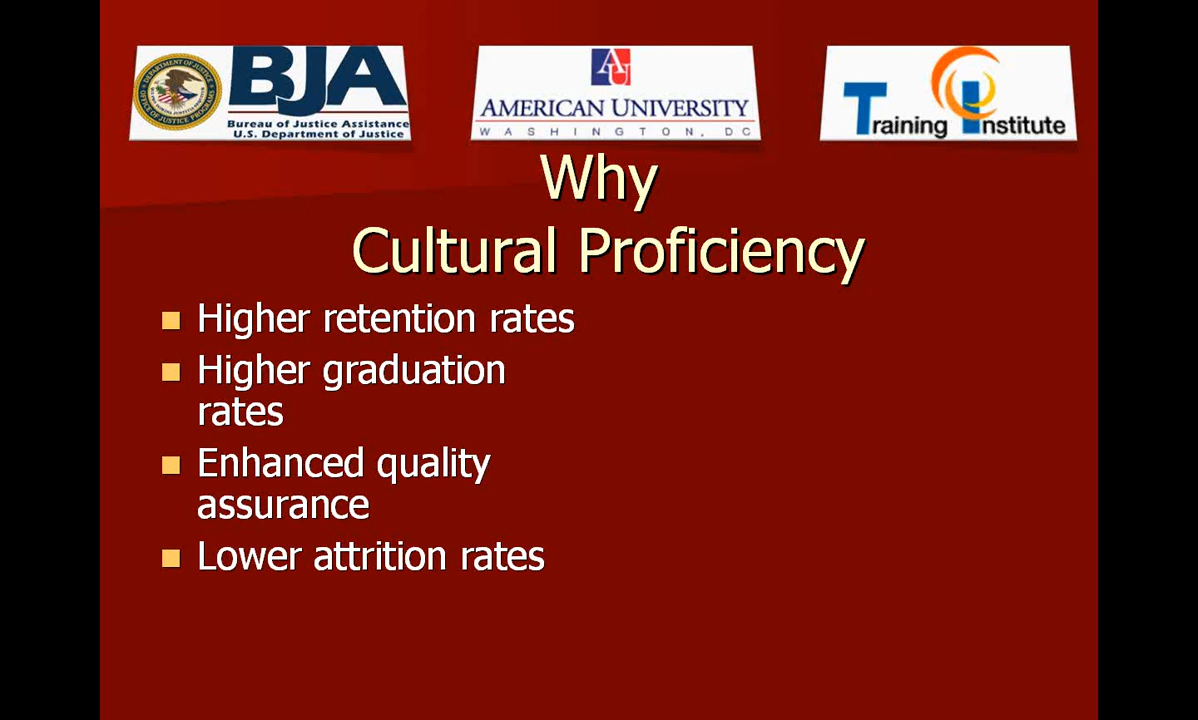 BJA
Bureau of Justice Assistance
U.S. Department of Justice
AU
AMERICAN UNIVERSITY
WASHINGTON, DC
Training Institute
Why
Cultural Proficiency
Higher retention rates
Higher graduation
rates
Enhanced quality
assurance
Lower attrition rates